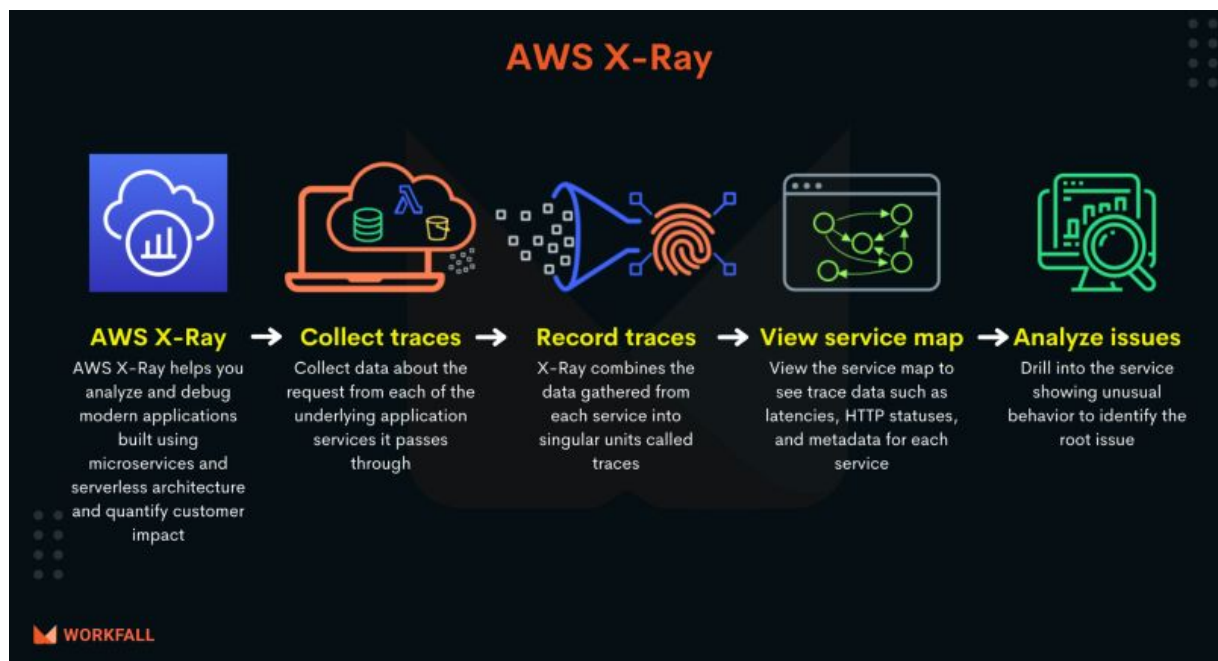 AWS X-Ray
AWS X-Ray
AWS X-Ray helps you
analyze and debug
modern applications
built using
microservices and
serverless architecture
and quantify customer
impact
Collect traces
Collect data about the
request from each of the
underlying application
services it passes
through
Record traces
X-Ray combines the
data gathered from
each service into
singular units called
traces
View service map
View the service map to
see trace data such as
latencies, HTTP statuses,
and metadata for each
service
Analyze issues
Drill into the service
showing unusual
behavior to identify the
root issue
WORKFALL